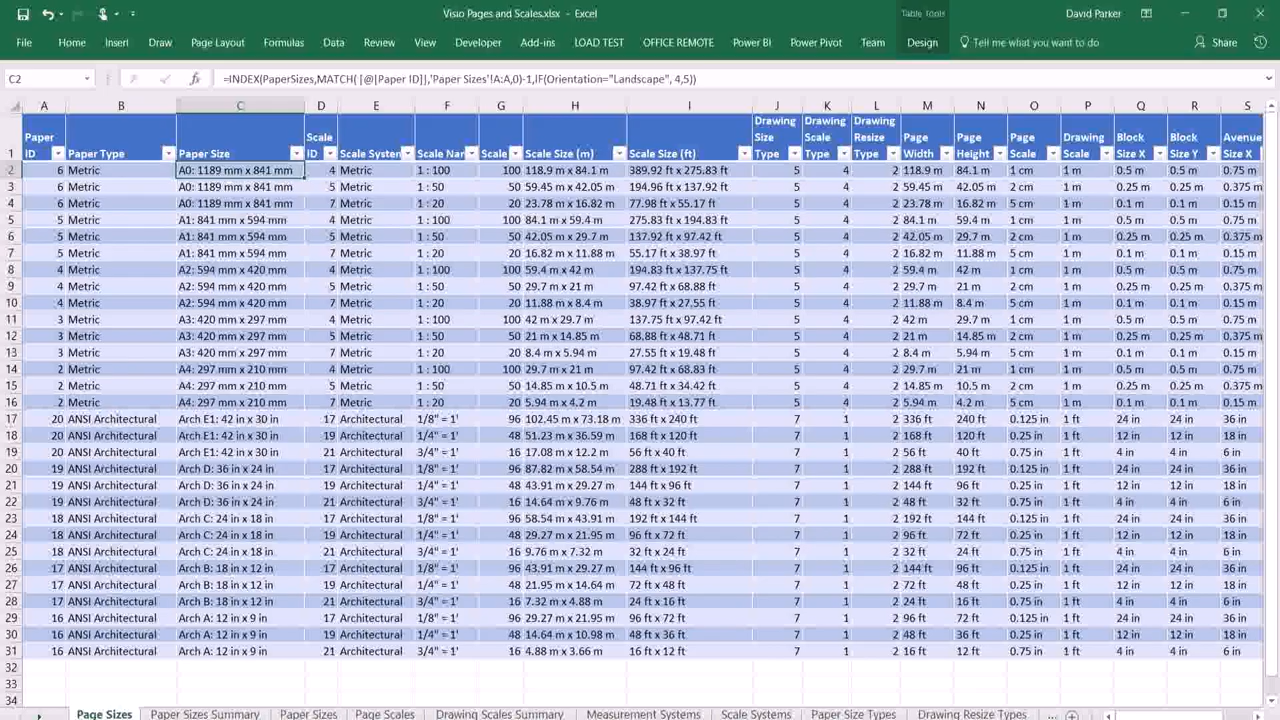 Visio Pages and Scales.xlsx - Excel
Table Tools
David Parker
File Home Insert Draw Page Layout Formulas Data Review View Developer Add-ins LOAD TEST OFFICE REMOTE Power BI Power Pivot Team Design Tell me what you want to do Share
C2 fx =INDEX(PaperSizes,MATCH([@[Paper ID]],'Paper Sizes'!A:A,0)-1,IF(Orientation="Landscape", 4,5))
A B C D E F G H I J K L M N O P Q R S
1 Paper ID Paper Type Paper Size Scale ID Scale System Scale Nar Scale Scale Size (m) Scale Size (ft) Drawing Size Type Drawing Scale Type Drawing Resize Type Page Width Page Height Page Scale Drawing Scale Block Size X Block Size Y Avenue Size X
2 6 Metric A0: 1189 mm x 841 mm 4 Metric 1 : 100 100 118.9 m x 84.1 m 389.92 ft x 275.83 ft 5 4 2 118.9 m 84.1 m 1 cm 1 m 0.5 m 0.5 m 0.75 m
3 6 Metric A0: 1189 mm x 841 mm 5 Metric 1 : 50 50 59.45 m x 42.05 m 194.96 ft x 137.92 ft 5 4 2 59.45 m 42.05 m 2 cm 1 m 0.25 m 0.25 m 0.375 m
4 6 Metric A0: 1189 mm x 841 mm 7 Metric 1 : 20 20 23.78 m x 16.82 m 77.98 ft x 55.17 ft 5 4 2 23.78 m 16.82 m 5 cm 1 m 0.1 m 0.1 m 0.15 m
5 5 Metric A1: 841 mm x 594 mm 4 Metric 1 : 100 100 84.1 m x 59.4 m 275.83 ft x 194.83 ft 5 4 2 84.1 m 59.4 m 1 cm 1 m 0.5 m 0.5 m 0.75 m
6 5 Metric A1: 841 mm x 594 mm 5 Metric 1 : 50 50 42.05 m x 29.7 m 137.92 ft x 97.42 ft 5 4 2 42.05 m 29.7 m 2 cm 1 m 0.25 m 0.25 m 0.375 m
7 5 Metric A1: 841 mm x 594 mm 7 Metric 1 : 20 20 16.82 m x 11.88 m 55.17 ft x 38.97 ft 5 4 2 16.82 m 11.88 m 5 cm 1 m 0.1 m 0.1 m 0.15 m
8 4 Metric A2: 594 mm x 420 mm 4 Metric 1 : 100 100 59.4 m x 42 m 194.83 ft x 137.75 ft 5 4 2 59.4 m 42 m 1 cm 1 m 0.5 m 0.5 m 0.75 m
9 4 Metric A2: 594 mm x 420 mm 5 Metric 1 : 50 50 29.7 m x 21 m 97.42 ft x 68.88 ft 5 4 2 29.7 m 21 m 2 cm 1 m 0.25 m 0.25 m 0.375 m
10 4 Metric A2: 594 mm x 420 mm 7 Metric 1 : 20 20 11.88 m x 8.4 m 38.97 ft x 27.55 ft 5 4 2 11.88 m 8.4 m 5 cm 1 m 0.1 m 0.1 m 0.15 m
11 3 Metric A3: 420 mm x 297 mm 4 Metric 1 : 100 100 42 m x 29.7 m 137.75 ft x 97.42 ft 5 4 2 42 m 29.7 m 1 cm 1 m 0.5 m 0.5 m 0.75 m
12 3 Metric A3: 420 mm x 297 mm 5 Metric 1 : 50 50 21 m x 14.85 m 68.88 ft x 48.71 ft 5 4 2 21 m 14.85 m 2 cm 1 m 0.25 m 0.25 m 0.375 m
13 3 Metric A3: 420 mm x 297 mm 7 Metric 1 : 20 20 8.4 m x 5.94 m 27.55 ft x 19.48 ft 5 4 2 8.4 m 5.94 m 5 cm 1 m 0.1 m 0.1 m 0.15 m
14 2 Metric A4: 297 mm x 210 mm 4 Metric 1 : 100 100 29.7 m x 21 m 97.42 ft x 68.83 ft 5 4 2 29.7 m 21 m 1 cm 1 m 0.5 m 0.5 m 0.75 m
15 2 Metric A4: 297 mm x 210 mm 5 Metric 1 : 50 50 14.85 m x 10.5 m 48.71 ft x 34.42 ft 5 4 2 14.85 m 10.5 m 2 cm 1 m 0.25 m 0.25 m 0.375 m
16 2 Metric A4: 297 mm x 210 mm 7 Metric 1 : 20 20 5.94 m x 4.2 m 19.48 ft x 13.77 ft 5 4 2 5.94 m 4.2 m 5 cm 1 m 0.1 m 0.1 m 0.15 m
17 20 ANSI Architectural Arch E1: 42 in x 30 in 17 Architectural 1/8" = 1' 96 102.45 m x 73.18 m 336 ft x 240 ft 7 1 2 336 ft 240 ft 0.125 in 1 ft 24 in 24 in 36 in
18 20 ANSI Architectural Arch E1: 42 in x 30 in 19 Architectural 1/4" = 1' 48 51.23 m x 36.59 m 168 ft x 120 ft 7 1 2 168 ft 120 ft 0.25 in 1 ft 12 in 12 in 18 in
19 20 ANSI Architectural Arch E1: 42 in x 30 in 21 Architectural 3/4" = 1' 16 17.08 m x 12.2 m 56 ft x 40 ft 7 1 2 56 ft 40 ft 0.75 in 1 ft 4 in 4 in 6 in
20 19 ANSI Architectural Arch D: 36 in x 24 in 17 Architectural 1/8" = 1' 96 87.82 m x 58.54 m 288 ft x 192 ft 7 1 2 288 ft 192 ft 0.125 in 1 ft 24 in 24 in 36 in
21 19 ANSI Architectural Arch D: 36 in x 24 in 19 Architectural 1/4" = 1' 48 43.91 m x 29.27 m 144 ft x 96 ft 7 1 2 144 ft 96 ft 0.25 in 1 ft 12 in 12 in 18 in
22 19 ANSI Architectural Arch D: 36 in x 24 in 21 Architectural 3/4" = 1' 16 14.64 m x 9.76 m 48 ft x 32 ft 7 1 2 48 ft 32 ft 0.75 in 1 ft 4 in 4 in 6 in
23 18 ANSI Architectural Arch C: 24 in x 18 in 17 Architectural 1/8" = 1' 96 58.54 m x 43.91 m 192 ft x 144 ft 7 1 2 192 ft 144 ft 0.125 in 1 ft 24 in 24 in 36 in
24 18 ANSI Architectural Arch C: 24 in x 18 in 19 Architectural 1/4" = 1' 48 29.27 m x 21.95 m 96 ft x 72 ft 7 1 2 96 ft 72 ft 0.25 in 1 ft 12 in 12 in 18 in
25 18 ANSI Architectural Arch C: 24 in x 18 in 21 Architectural 3/4" = 1' 16 9.76 m x 7.32 m 32 ft x 24 ft 7 1 2 32 ft 24 ft 0.75 in 1 ft 4 in 4 in 6 in
26 17 ANSI Architectural Arch B: 18 in x 12 in 17 Architectural 1/8" = 1' 96 43.91 m x 29.27 m 144 ft x 96 ft 7 1 2 144 ft 96 ft 0.125 in 1 ft 24 in 24 in 36 in
27 17 ANSI Architectural Arch B: 18 in x 12 in 19 Architectural 1/4" = 1' 48 21.95 m x 14.64 m 72 ft x 48 ft 7 1 2 72 ft 48 ft 0.25 in 1 ft 12 in 12 in 18 in
28 17 ANSI Architectural Arch B: 18 in x 12 in 21 Architectural 3/4" = 1' 16 7.32 m x 4.88 m 24 ft x 16 ft 7 1 2 24 ft 16 ft 0.75 in 1 ft 4 in 4 in 6 in
29 16 ANSI Architectural Arch A: 12 in x 9 in 17 Architectural 1/8" = 1' 96 29.27 m x 21.95 m 96 ft x 72 ft 7 1 2 96 ft 72 ft 0.125 in 1 ft 24 in 24 in 36 in
30 16 ANSI Architectural Arch A: 12 in x 9 in 19 Architectural 1/4" = 1' 48 14.64 m x 10.98 m 48 ft x 36 ft 7 1 2 48 ft 36 ft 0.25 in 1 ft 12 in 12 in 18 in
31 16 ANSI Architectural Arch A: 12 in x 9 in 21 Architectural 3/4" = 1' 16 4.88 m x 3.66 m 16 ft x 12 ft 7 1 2 16 ft 12 ft 0.75 in 1 ft 4 in 4 in 6 in
32
33
34
Page Sizes Paper Sizes Summary Paper Sizes Page Scales Drawing Scales Summary Measurement Systems Scale Systems Paper Size Types Drawing Resize Types ...